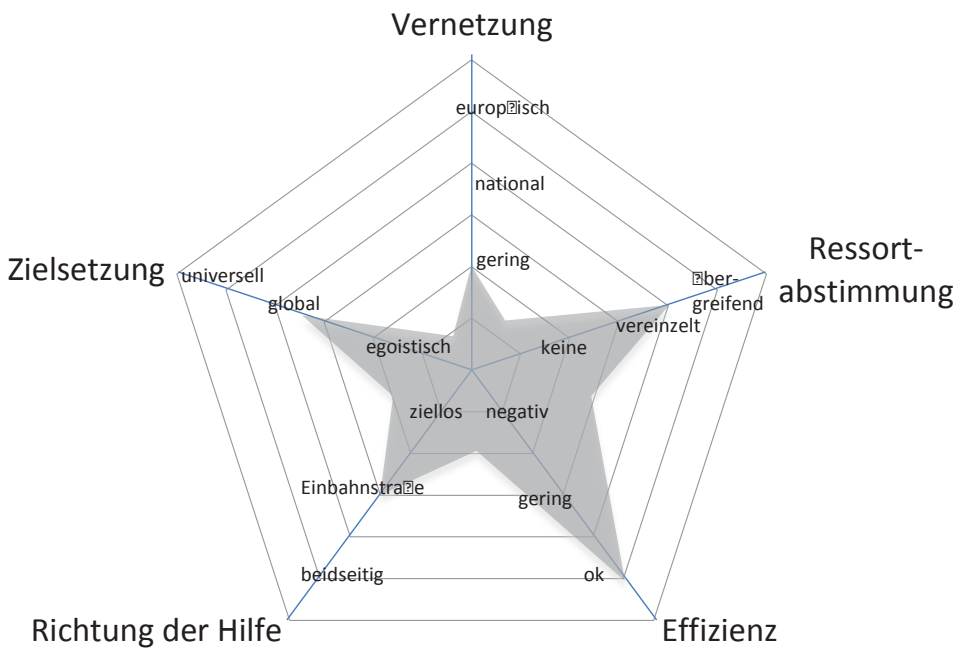 Vernetzung
europ⍰isch
national
gering
Zielsetzung
universell
global
egoistisch
Ressort-
abstimmung
⍰ber-
greifend
vereinzelt
keine
ziellos
negativ
Einbahnstra⍰e
gering
beidseitig
ok
Richtung der Hilfe
Effizienz